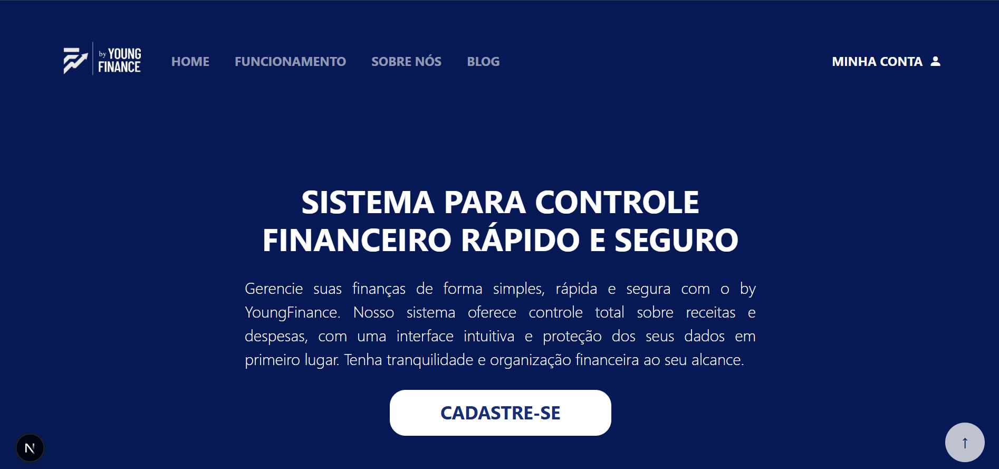 by YOUNG
FINANCE
HOME FUNCIONAMENTO SOBRE NÓS BLOG MINHA CONTA
SISTEMA PARA CONTROLE
FINANCEIRO RÁPIDO E SEGURO
Gerencie suas finanças de forma simples, rápida e segura com o by
YoungFinance. Nosso sistema oferece controle total sobre receitas e
despesas, com uma interface intuitiva e proteção dos seus dados em
primeiro lugar. Tenha tranquilidade e organização financeira ao seu alcance.
CADASTRE-SE
N
↑